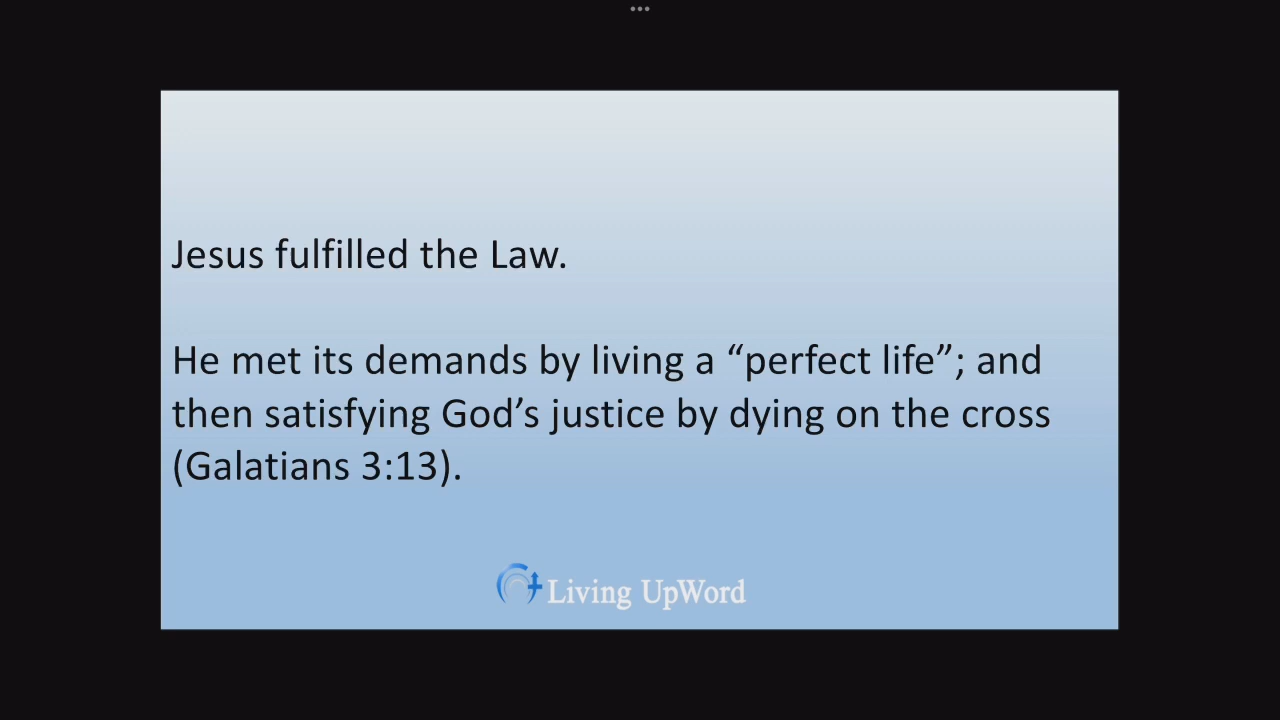 Jesus fulfilled the Law.
He met its demands by living a “perfect life”; and
then satisfying God’s justice by dying on the cross
(Galatians 3:13).
Living UpWord